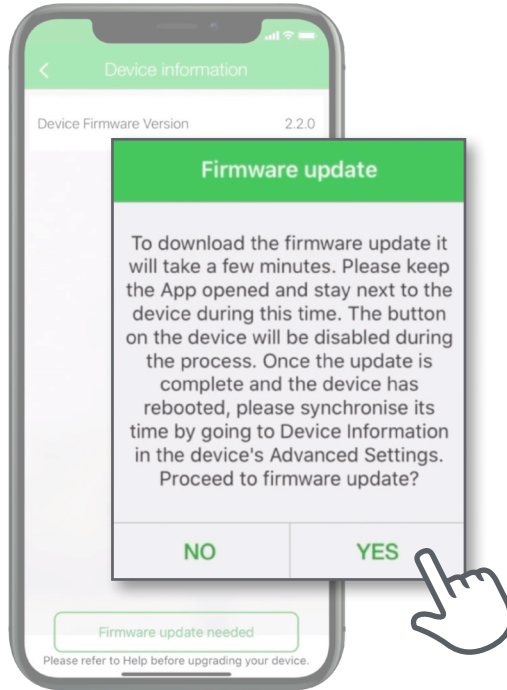 Device information
Device Firmware Version 2.2.0
Firmware update
To download the firmware update it
will take a few minutes. Please keep
the App opened and stay next to the
device during this time. The button
on the device will be disabled during
the process. Once the update is
complete and the device has
rebooted, please synchronise its
time by going to Device Information
in the device's Advanced Settings.
Proceed to firmware update?
NO YES
Firmware update needed
Please refer to Help before upgrading your device.